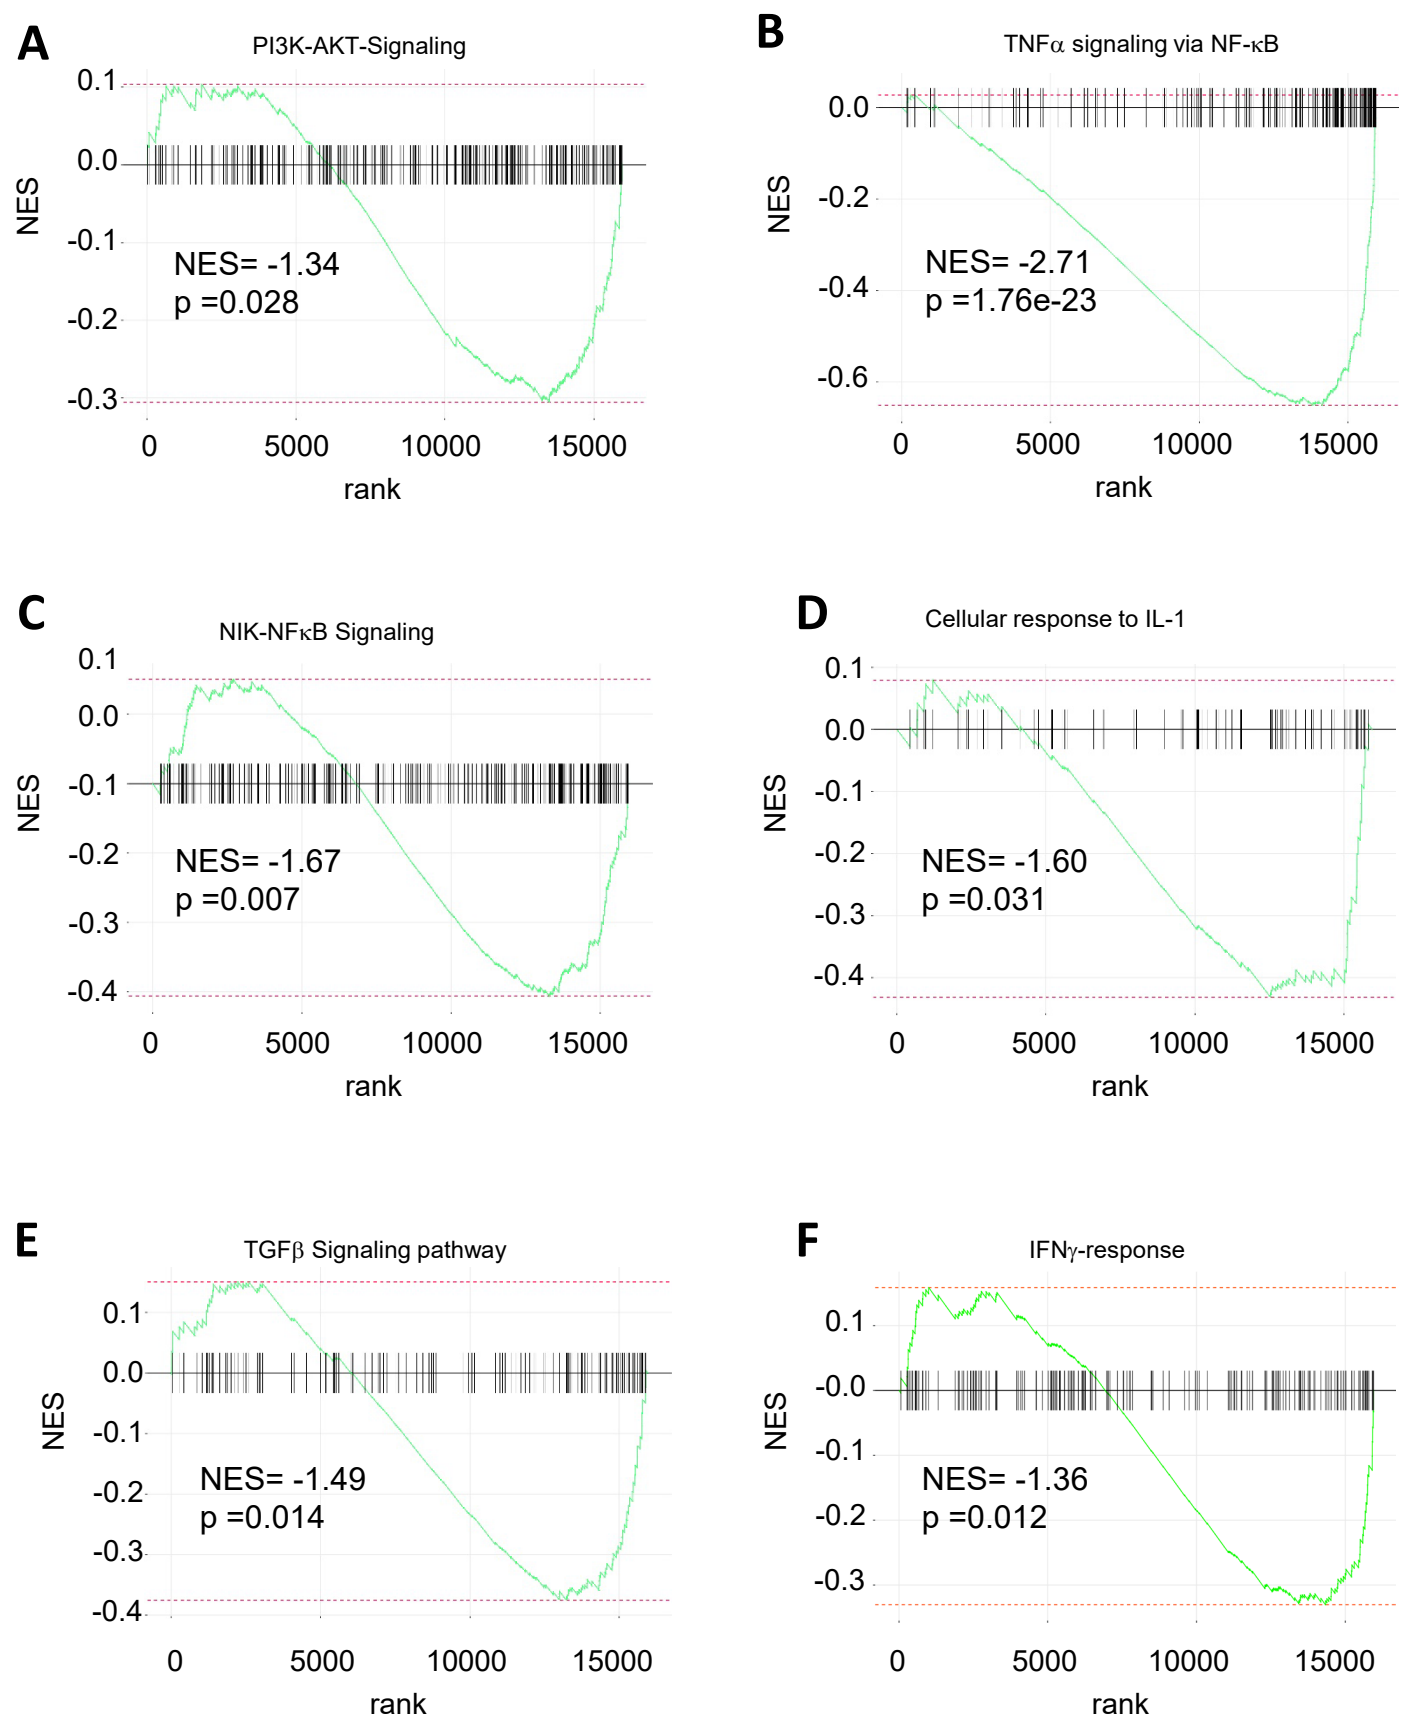 A
PI3K-AKT-Signaling
0.1
0.0
-0.1
-0.2
-0.3
NES
NES= -1.34
p =0.028
0 5000 10000 15000
rank
B
TNFα signaling via NF-κB
0.0
-0.2
-0.4
-0.6
NES
NES= -2.71
p =1.76e-23
0 5000 10000 15000
rank
C
NIK-NFκB Signaling
0.1
0.0
-0.1
-0.2
-0.3
-0.4
NES
NES= -1.67
p =0.007
0 5000 10000 15000
rank
D
Cellular response to IL-1
0.1
0.0
-0.1
-0.2
-0.3
-0.4
NES
NES= -1.60
p =0.031
0 5000 10000 15000
rank
E
TGFβ Signaling pathway
0.1
0.0
-0.1
-0.2
-0.3
-0.4
NES
NES= -1.49
p =0.014
0 5000 10000 15000
rank
F
IFNγ-response
0.1
-0.0
-0.1
-0.2
-0.3
NES
NES= -1.36
p =0.012
0 5000 10000 15000
rank